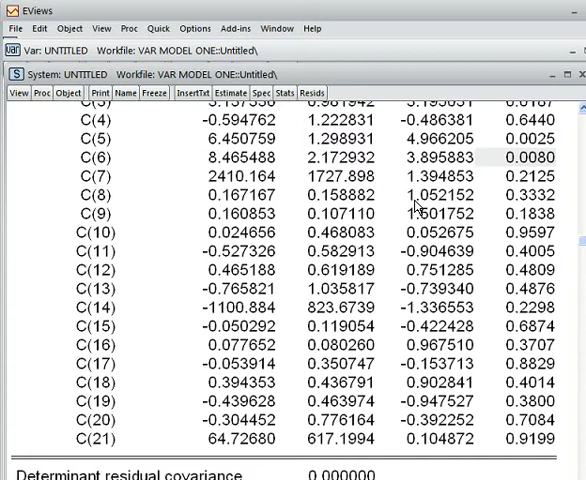 EViews
File Edit Object View Proc Quick Options Add-ins Window Help
var Var: UNTITLED Workfile: VAR MODEL ONE::Untitled\
System: UNTITLED Workfile: VAR MODEL ONE::Untitled\
View Proc Object Print Name Freeze InsertTxt Estimate Spec Stats Resids
C(4) -0.594762 1.222831 -0.486381 0.6440
C(5) 6.450759 1.298931 4.966205 0.0025
C(6) 8.465488 2.172932 3.895883 0.0080
C(7) 2410.164 1727.898 1.394853 0.2125
C(8) 0.167167 0.158882 1.052152 0.3332
C(9) 0.160853 0.107110 1.501752 0.1838
C(10) 0.024656 0.468083 0.052675 0.9597
C(11) -0.527326 0.582913 -0.904639 0.4005
C(12) 0.465188 0.619189 0.751285 0.4809
C(13) -0.765821 1.035817 -0.739340 0.4876
C(14) -1100.884 823.6739 -1.336553 0.2298
C(15) -0.050292 0.119054 -0.422428 0.6874
C(16) 0.077652 0.080260 0.967510 0.3707
C(17) -0.053914 0.350747 -0.153713 0.8829
C(18) 0.394353 0.436791 0.902841 0.4014
C(19) -0.439628 0.463974 -0.947527 0.3800
C(20) -0.304452 0.776164 -0.392252 0.7084
C(21) 64.72680 617.1994 0.104872 0.9199
Determinant residual covariance 0.000000